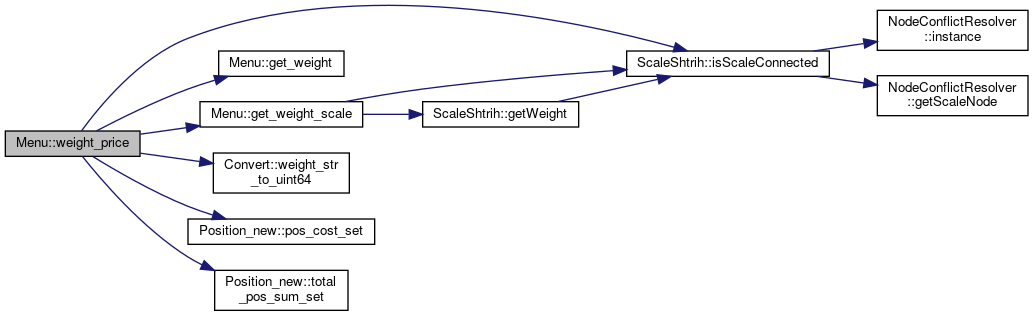 NodeConflictResolver
::instance
Menu::get_weight
ScaleShtrih::isScaleConnected
NodeConflictResolver
::getScaleNode
Menu::get_weight_scale
ScaleShtrih::getWeight
Menu::weight_price
Convert::weight_str
_to_uint64
Position_new::pos_cost_set
Position_new::total
_pos_sum_set